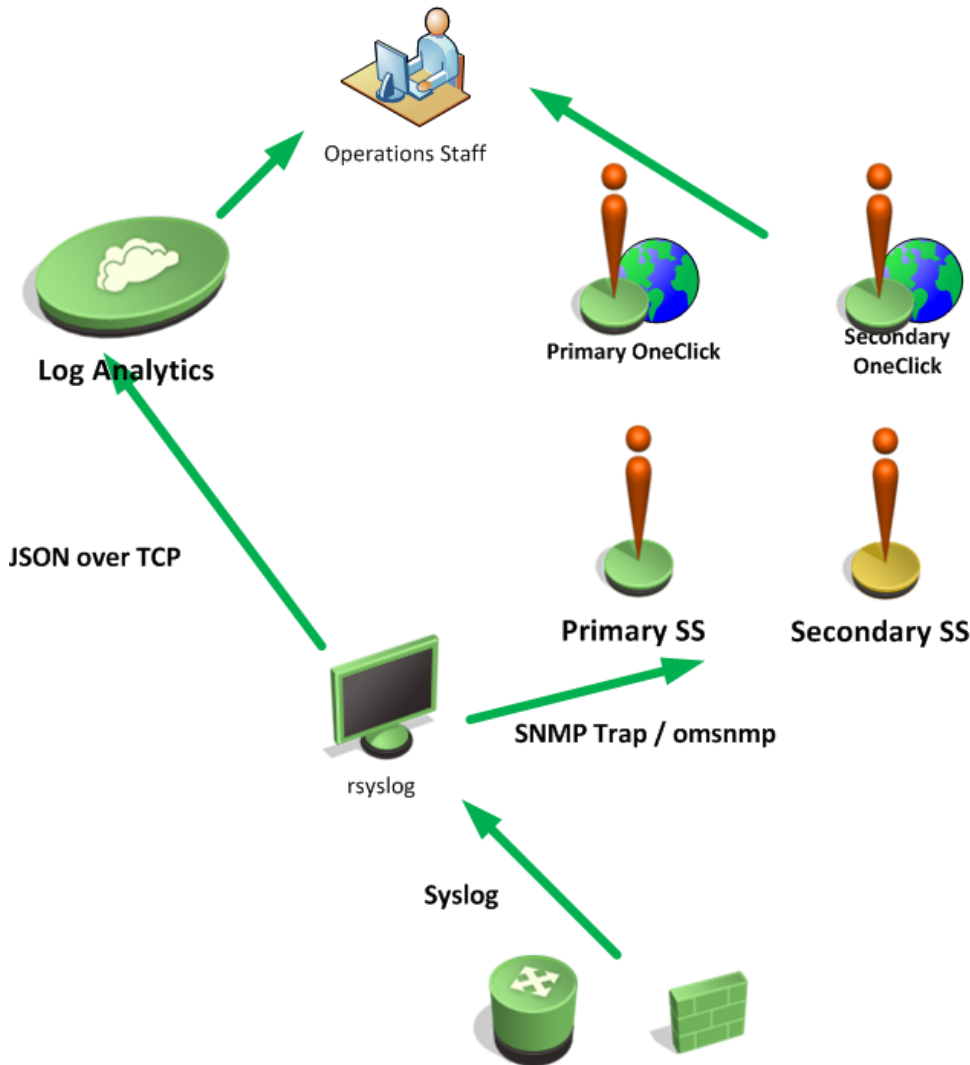 Operations Staff
Log Analytics
Primary OneClick
Secondary
OneClick
JSON over TCP
Primary SS
Secondary SS
SNMP Trap / omsnmp
rsyslog
Syslog